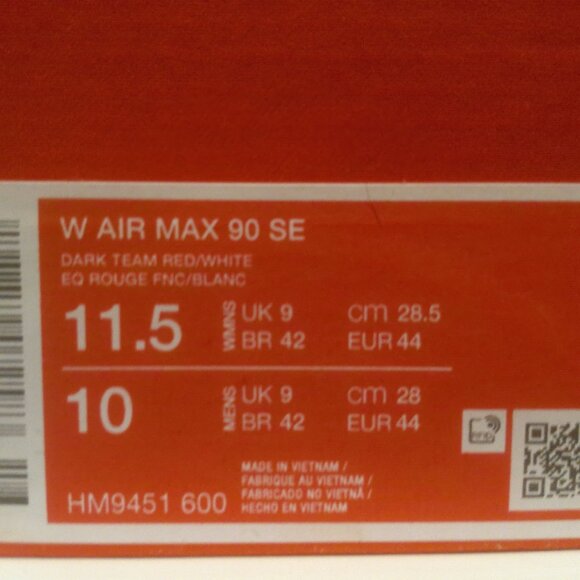 W AIR MAX 90 SE
DARK TEAM RED/WHITE
EQ ROUGE FNC/BLANC
11.5 WMNS UK 9 cm 28.5
BR 42 EUR 44
10 MENS UK 9 cm 28
BR 42 EUR 44
MADE IN VIETNAM /
FABRIQUE AU VIETNAM /
FABRICADO NO VIETNÃ /
HECHO EN VIETNAM
HM9451 600